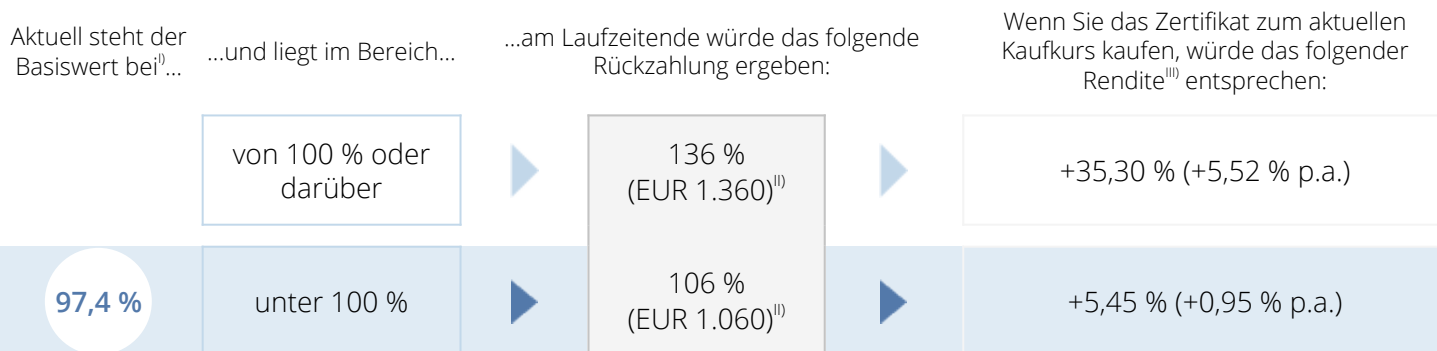 Aktuell steht der
Basiswert bei^I)...
...und liegt im Bereich...
...am Laufzeitende würde das folgende
Rückzahlung ergeben:
Wenn Sie das Zertifikat zum aktuellen
Kaufkurs kaufen, würde das folgender
Rendite^III) entsprechen:
von 100 % oder
darüber
136 %
(EUR 1.360)^II)
+35,30 % (+5,52 % p.a.)
97,4 %
unter 100 %
106 %
(EUR 1.060)^II)
+5,45 % (+0,95 % p.a.)